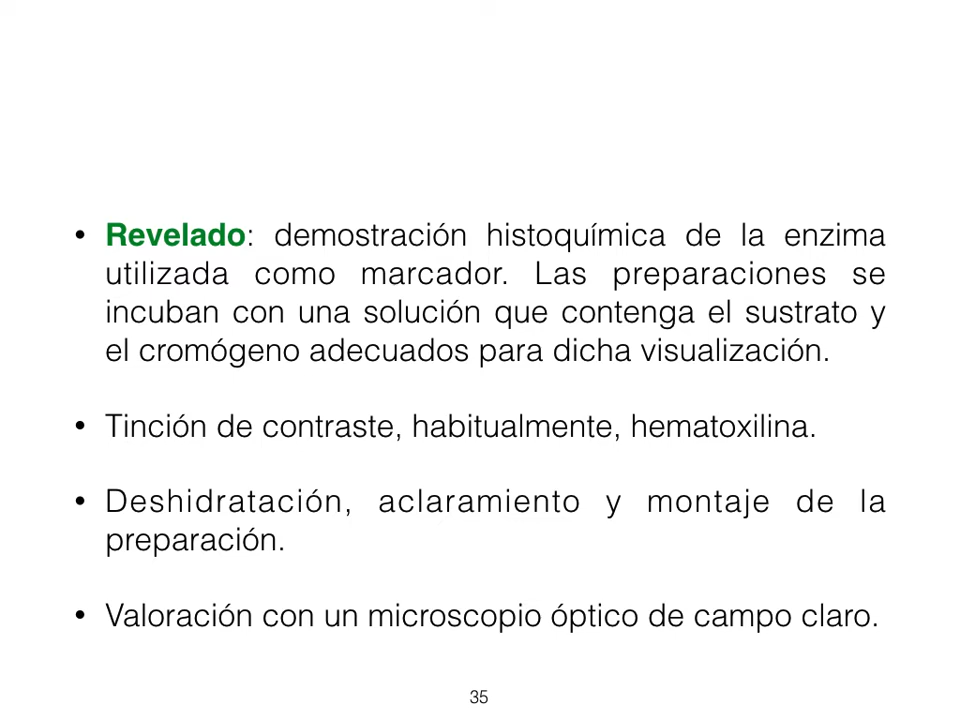 • Revelado: demostración histoquímica de la enzima
utilizada como marcador. Las preparaciones se
incuban con una solución que contenga el sustrato y
el cromógeno adecuados para dicha visualización.
• Tinción de contraste, habitualmente, hematoxilina.
• Deshidratación, aclaramiento y montaje de la
preparación.
• Valoración con un microscopio óptico de campo claro.
35